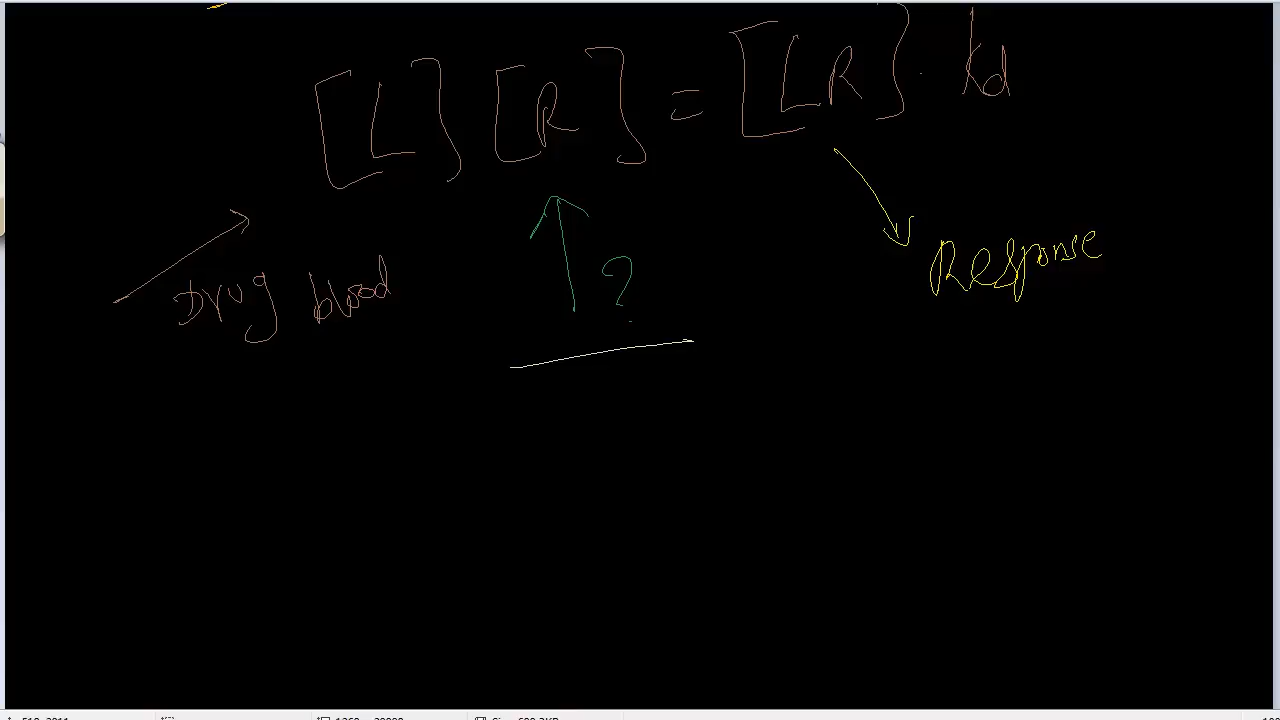 [L] [R] = [LR] · Kd
Drug blood
?
Response